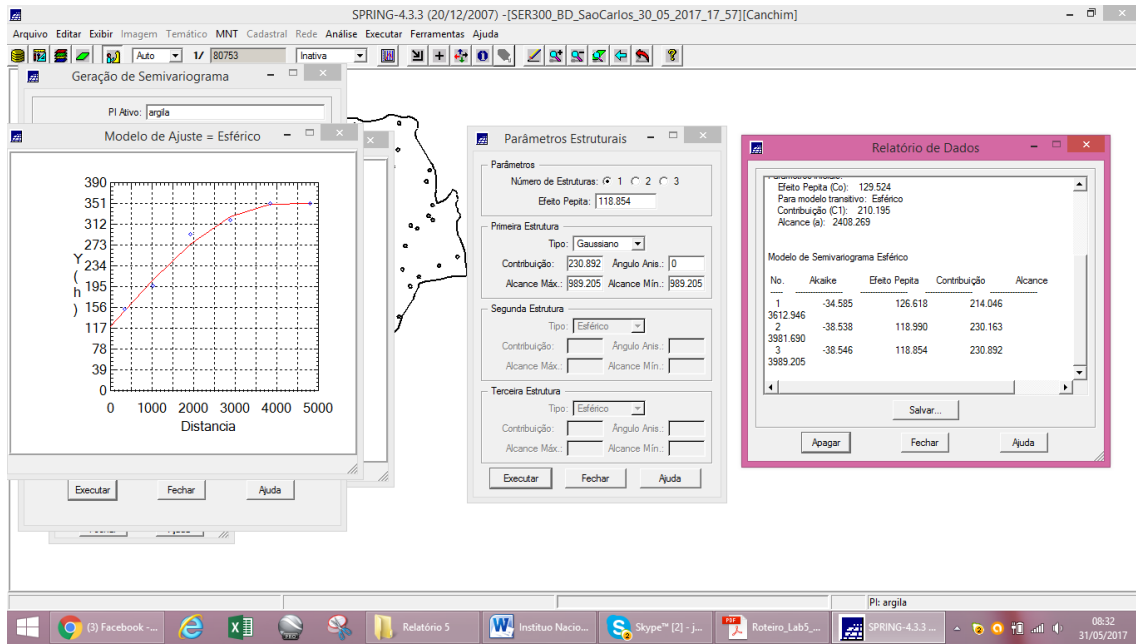 SPRING-4.3.3 (20/12/2007) -[SER300_BD_SaoCarlos_30_05_2017_17_57][Canchim]
Arquivo Editar Exibir Imagem Temático MNT Cadastral Rede Análise Executar Ferramentas Ajuda
Auto 1/ 80753 Inativa
Geração de Semivariograma
PI Ativo: argila
Modelo de Ajuste = Esférico
390
351
312
273
234
195
156
117
78
39
0
Y ( h )
0 1000 2000 3000 4000 5000
Distancia
Executar Fechar Ajuda
Parâmetros Estruturais
Parâmetros
Número de Estruturas: 1 2 3
Efeito Pepita: 118.854
Primeira Estrutura
Tipo: Gaussiano
Contribuição: 230.892 Ângulo Anis.: 0
Alcance Máx.: 989.205 Alcance Mín.: 989.205
Segunda Estrutura
Tipo: Esférico
Contribuição: Ângulo Anis.:
Alcance Máx.: Alcance Mín.:
Terceira Estrutura
Tipo: Esférico
Contribuição: Ângulo Anis.:
Alcance Máx.: Alcance Mín.:
Executar Fechar Ajuda
Relatório de Dados
Efeito Pepita (Co): 129.524
Para modelo transitivo: Esférico
Contribuição (C1): 210.195
Alcance (a): 2408.269
Modelo de Semivariograma Esférico
No. Akaike Efeito Pepita Contribuição Alcance
1 -34.585 126.618 214.046
3612.946
2 -38.538 118.990 230.163
3981.690
3 -38.546 118.854 230.892
3989.205
Salvar...
Apagar Fechar Ajuda
PI: argila
(3) Facebook -... Relatório 5 Instituo Nacio... Skype™ [2] - j... Roteiro_Lab5_... SPRING-4.3.3 ...
08:32
31/05/2017